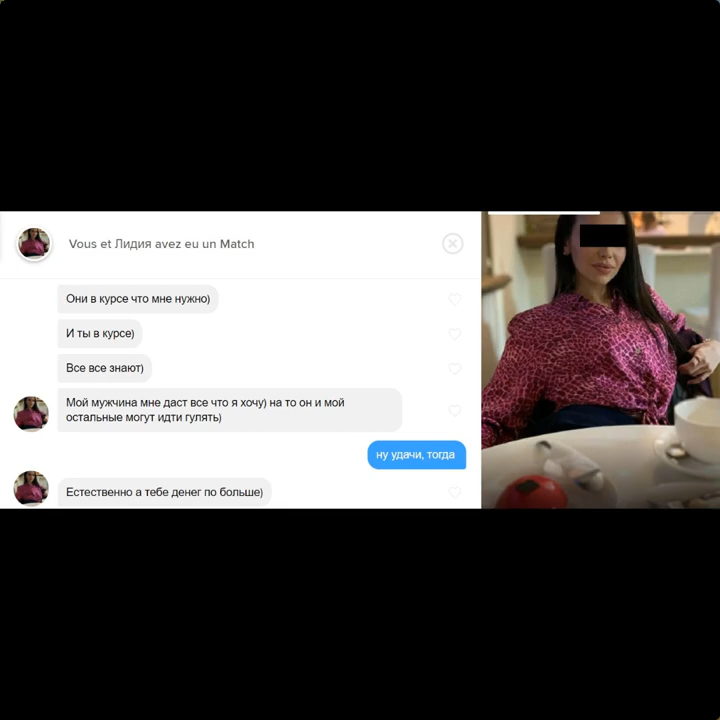 Vous et Лидия avez eu un Match
Они в курсе что мне нужно)
И ты в курсе)
Все все знают)
Мой мужчина мне даст все что я хочу) на то он и мой
остальные могут идти гулять)
ну удачи, тогда
Естественно а тебе денег по больше)